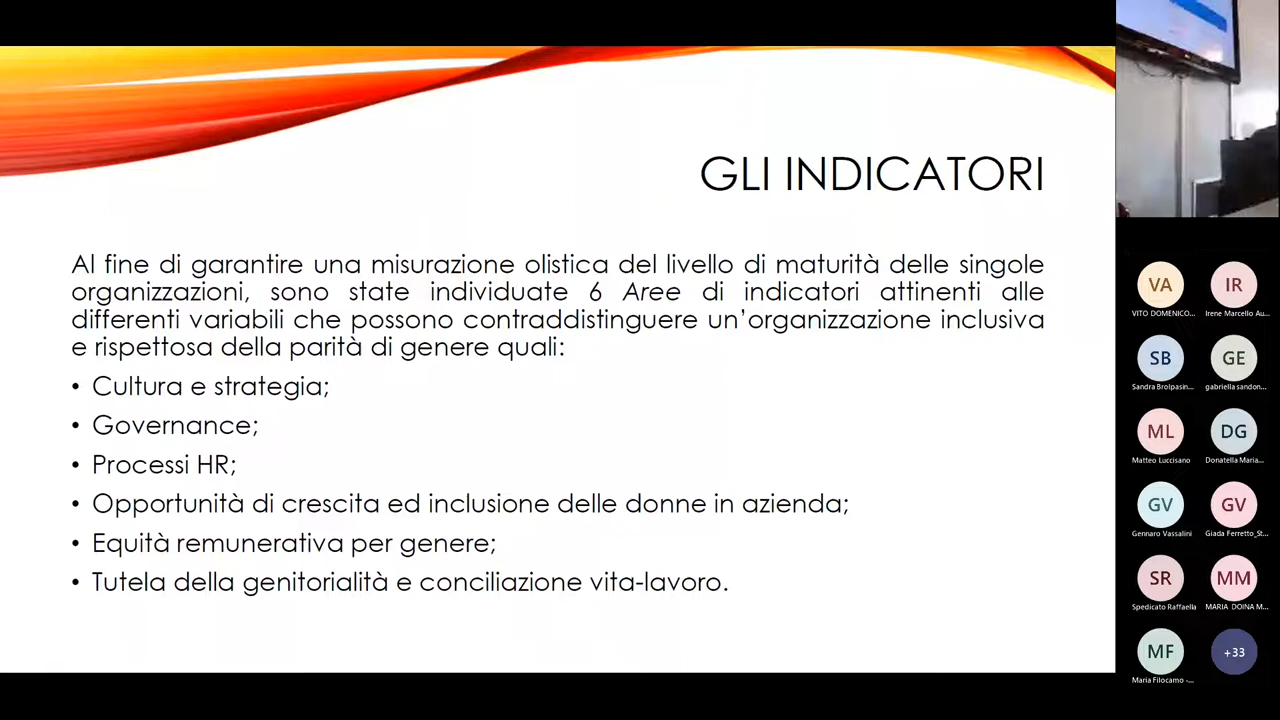 GLI INDICATORI
Al fine di garantire una misurazione olistica del livello di maturità delle singole
organizzazioni, sono state individuate 6 Aree di indicatori attinenti alle
differenti variabili che possono contraddistinguere un'organizzazione inclusiva
e rispettosa della parità di genere quali:
• Cultura e strategia;
• Governance;
• Processi HR;
• Opportunità di crescita ed inclusione delle donne in azienda;
• Equità remunerativa per genere;
• Tutela della genitorialità e conciliazione vita-lavoro.
VA IR
VITO DOMENICO... Irene Marcello Au...
SB GE
Sandra Brolpasin... gabriella sandon...
ML DG
Matteo Luccisano Donatella Maria...
GV GV
Gennaro Vassalini Giada Ferretto_St...
SR MM
Spedicato Raffaella MARIA DOINA M...
MF +33
Maria Filocamo -...